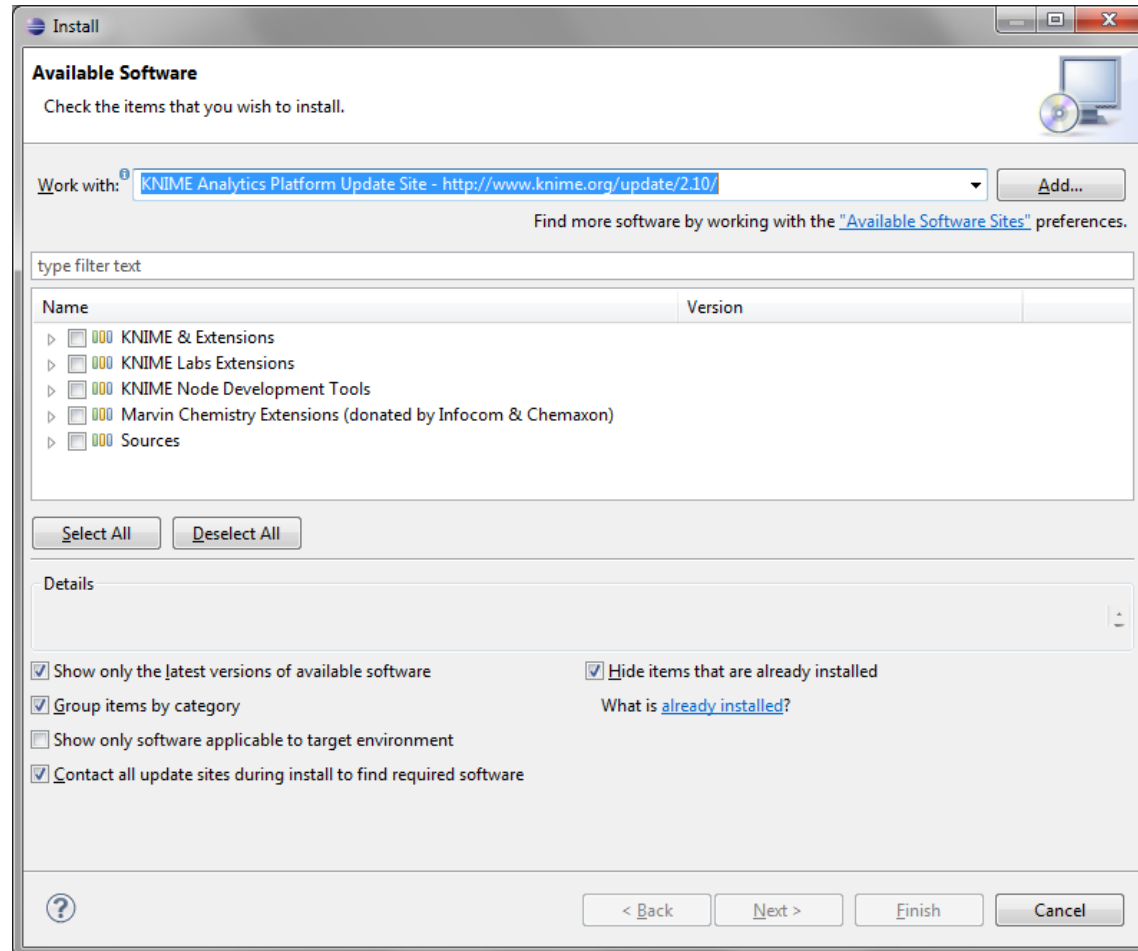 Install
Available Software
Check the items that you wish to install.
Work with: KNIME Analytics Platform Update Site - http://www.knime.org/update/2.10/ Add...
Find more software by working with the "Available Software Sites" preferences.
type filter text
Name Version
KNIME & Extensions
KNIME Labs Extensions
KNIME Node Development Tools
Marvin Chemistry Extensions (donated by Infocom & Chemaxon)
Sources
Select All Deselect All
Details
Show only the latest versions of available software Hide items that are already installed
Group items by category What is already installed?
Show only software applicable to target environment
Contact all update sites during install to find required software
? < Back Next > Finish Cancel